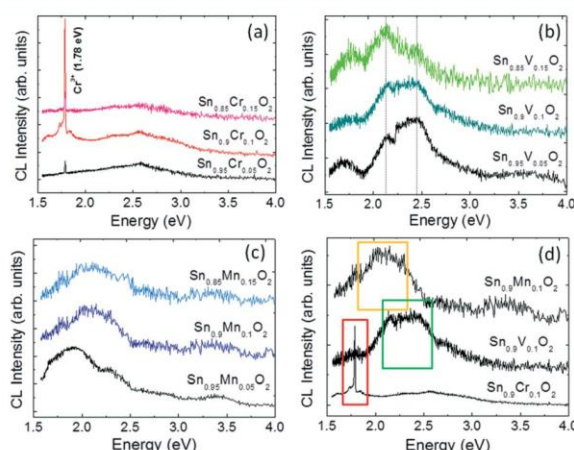 (a)
CL Intensity (arb. units)
(1.78 eV)
Sn₀.₈₅Cr₀.₁₅O₂
Sn₀.₉Cr₀.₁O₂
Sn₀.₉₅Cr₀.₀₅O₂
1.5 2.0 2.5 3.0 3.5 4.0
Energy (eV)
(b)
CL Intensity (arb. units)
Sn₀.₈₅V₀.₁₅O₂
Sn₀.₉V₀.₁O₂
Sn₀.₉₅V₀.₀₅O₂
1.5 2.0 2.5 3.0 3.5 4.0
Energy (eV)
(c)
CL Intensity (arb. units)
Sn₀.₈₅Mn₀.₁₅O₂
Sn₀.₉Mn₀.₁O₂
Sn₀.₉₅Mn₀.₀₅O₂
1.5 2.0 2.5 3.0 3.5 4.0
Energy (eV)
(d)
CL Intensity (arb. units)
Sn₀.₉Mn₀.₁O₂
Sn₀.₉V₀.₁O₂
Sn₀.₉Cr₀.₁O₂
1.5 2.0 2.5 3.0 3.5 4.0
Energy (eV)